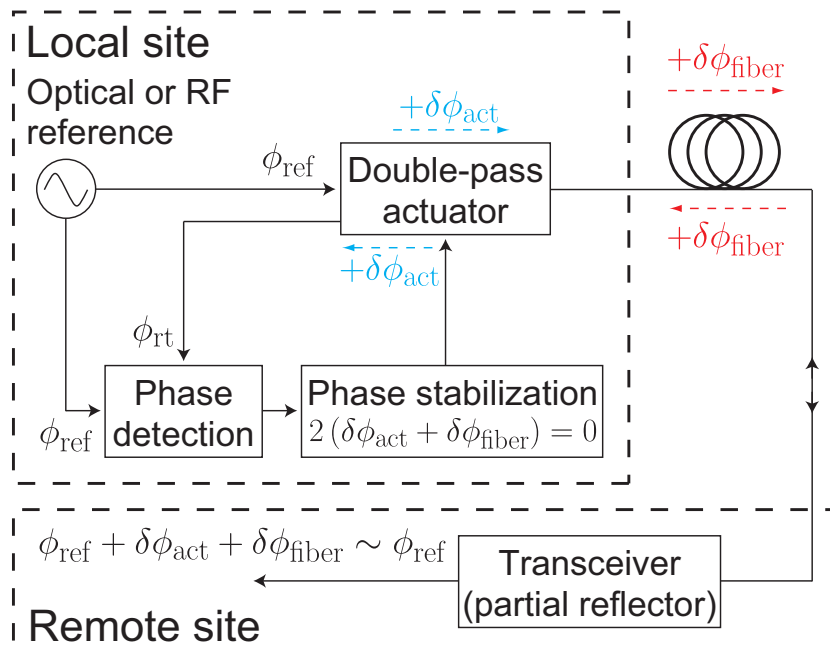 Local site
Optical or RF
reference
+δϕ_fiber
+δϕ_act
ϕ_ref
Double-pass
actuator
+δϕ_fiber
+δϕ_act
ϕ_rt
Phase
detection
Phase stabilization
2 (δϕ_act + δϕ_fiber) = 0
ϕ_ref
ϕ_ref + δϕ_act + δϕ_fiber ∼ ϕ_ref
Transceiver
(partial reflector)
Remote site